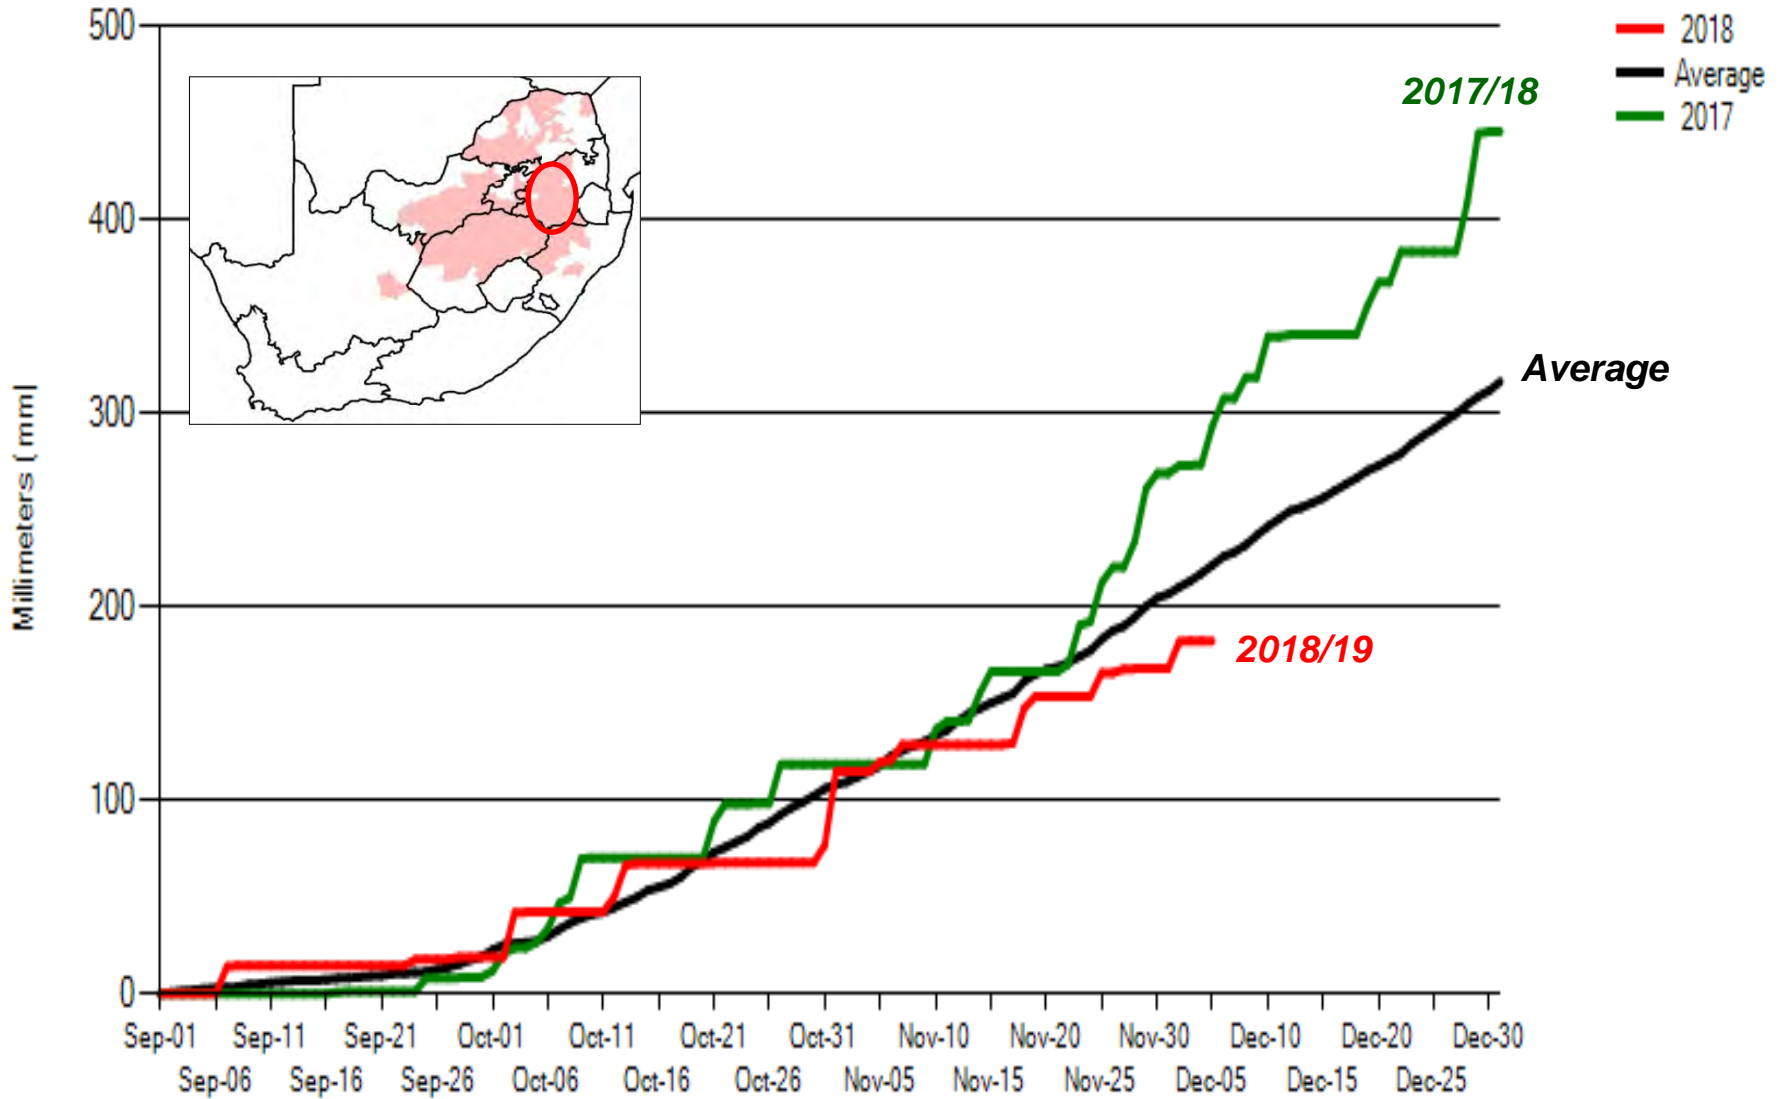 500
400
300
200
100
0
Millimeters (mm)
2018
Average
2017
2017/18
Average
2018/19
Sep-01 Sep-11 Sep-21 Oct-01 Oct-11 Oct-21 Oct-31 Nov-10 Nov-20 Nov-30 Dec-10 Dec-20 Dec-30
Sep-06 Sep-16 Sep-26 Oct-06 Oct-16 Oct-26 Nov-05 Nov-15 Nov-25 Dec-05 Dec-15 Dec-25